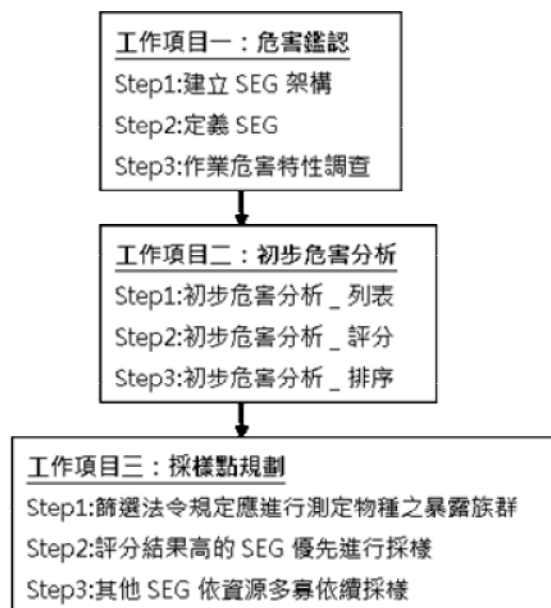 工作項目一：危害鑑認
Step1:建立 SEG 架構
Step2:定義 SEG
Step3:作業危害特性調查
工作項目二：初步危害分析
Step1:初步危害分析 _ 列表
Step2:初步危害分析 _ 評分
Step3:初步危害分析 _ 排序
工作項目三：採樣點規劃
Step1:篩選法令規定應進行測定物種之暴露族群
Step2:評分結果高的 SEG 優先進行採樣
Step3:其他 SEG 依資源多寡依續採樣